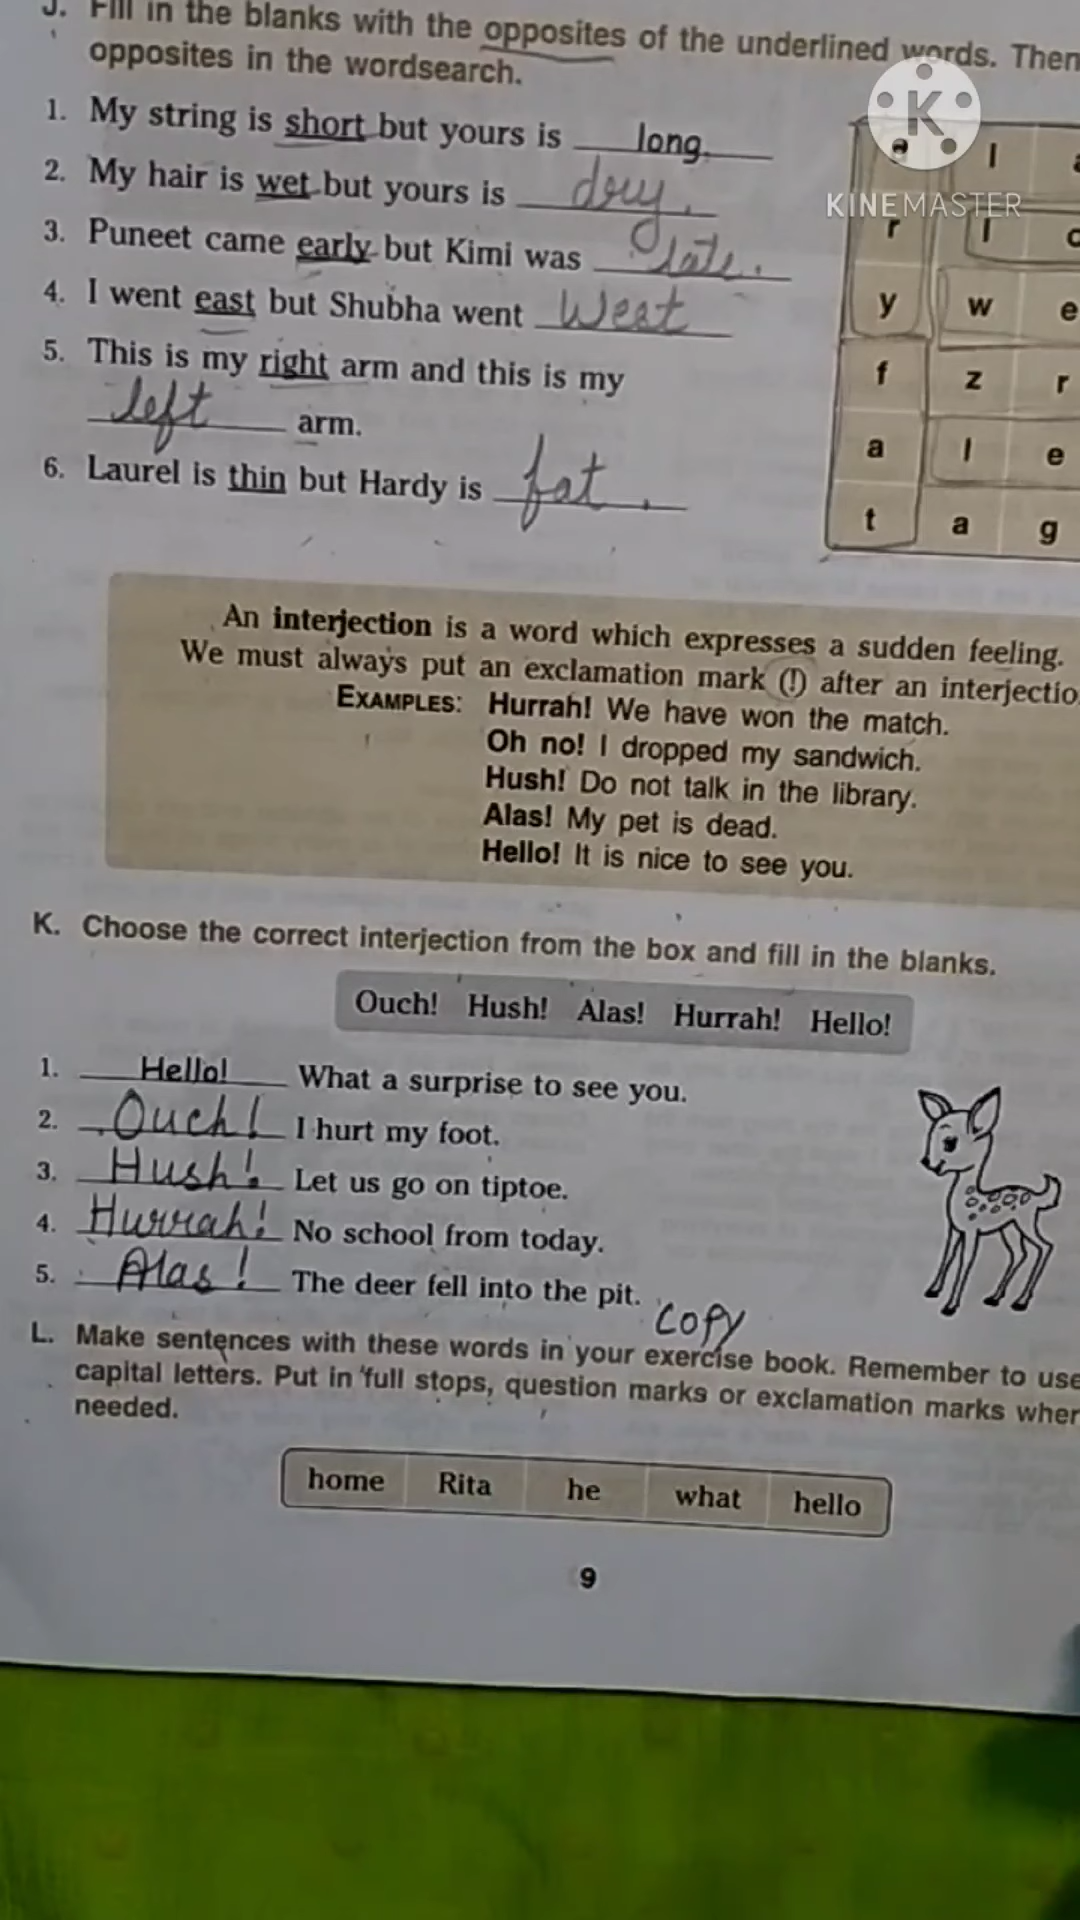 J. Fill in the blanks with the opposites of the underlined words. Then
opposites in the wordsearch.
1. My string is short but yours is long.
2. My hair is wet but yours is dry.
3. Puneet came early but Kimi was late.
4. I went east but Shubha went West
5. This is my right arm and this is my
left arm.
6. Laurel is thin but Hardy is fat.
K
KINEMASTER
l
r l
y w e
f z r
a l e
t a g
An interjection is a word which expresses a sudden feeling.
We must always put an exclamation mark (!) after an interjectio
EXAMPLES: Hurrah! We have won the match.
Oh no! I dropped my sandwich.
Hush! Do not talk in the library.
Alas! My pet is dead.
Hello! It is nice to see you.
K. Choose the correct interjection from the box and fill in the blanks.
Ouch! Hush! Alas! Hurrah! Hello!
1. Hello! What a surprise to see you.
2. Ouch! I hurt my foot.
3. Hush! Let us go on tiptoe.
4. Hurrah! No school from today.
5. Alas! The deer fell into the pit.
copy
L. Make sentences with these words in your exercise book. Remember to use
capital letters. Put in full stops, question marks or exclamation marks wher
needed.
home Rita he what hello
9